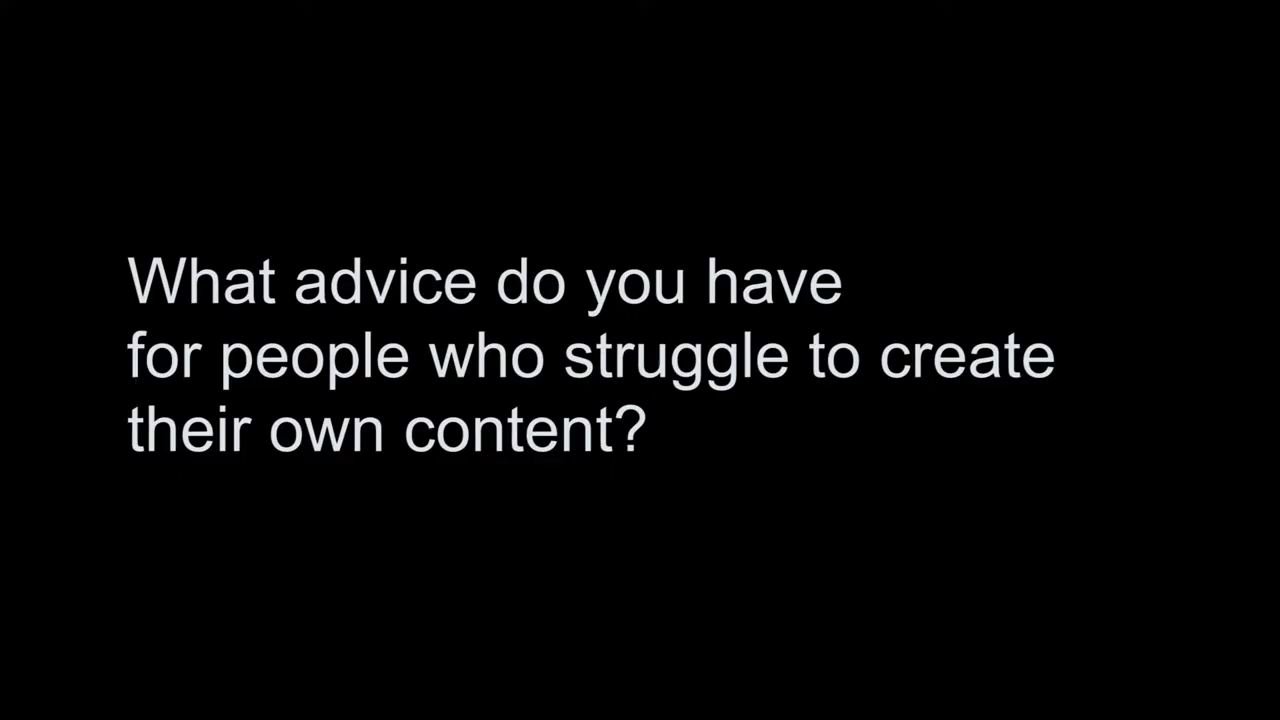 What advice do you have
for people who struggle to create
their own content?